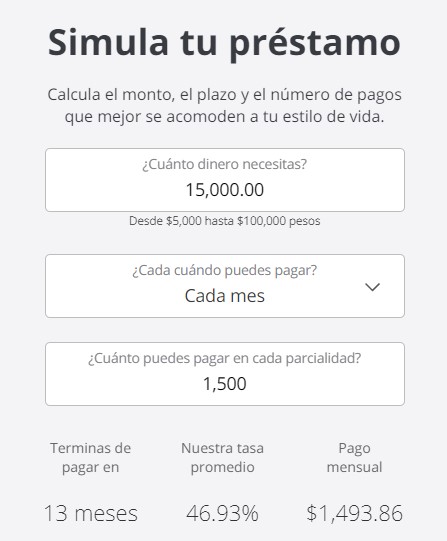 Simula tu préstamo
Calcula el monto, el plazo y el número de pagos
que mejor se acomoden a tu estilo de vida.
¿Cuánto dinero necesitas?
15,000.00
Desde $5,000 hasta $100,000 pesos
¿Cada cuándo puedes pagar?
Cada mes
¿Cuánto puedes pagar en cada parcialidad?
1,500
Terminas de
pagar en
13 meses
Nuestra tasa
promedio
46.93%
Pago
mensual
$1,493.86